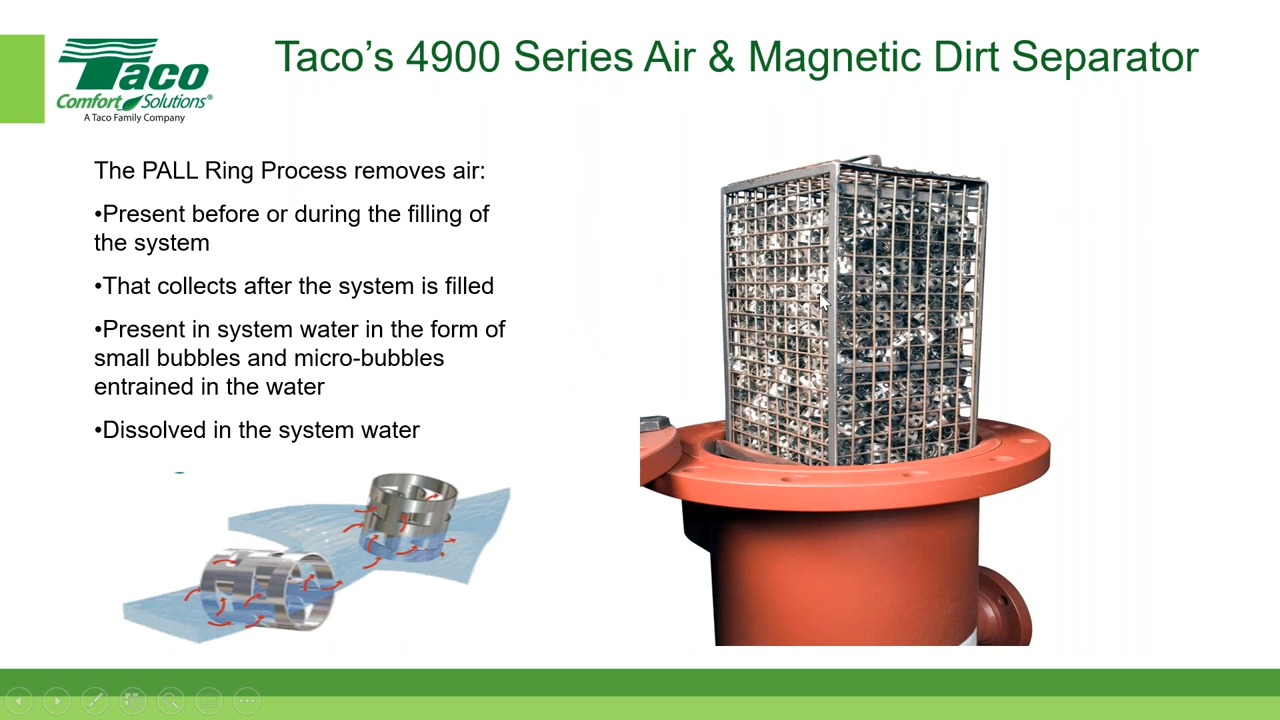 Taco
Comfort Solutions®
A Taco Family Company
Taco's 4900 Series Air & Magnetic Dirt Separator
The PALL Ring Process removes air:
•Present before or during the filling of
the system
•That collects after the system is filled
•Present in system water in the form of
small bubbles and micro-bubbles
entrained in the water
•Dissolved in the system water